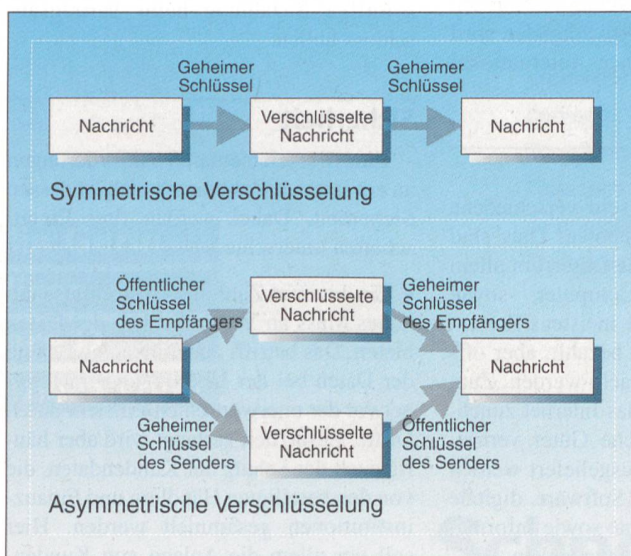 Geheimer
Schlüssel
Geheimer
Schlüssel
Nachricht
Verschlüsselte
Nachricht
Nachricht
Symmetrische Verschlüsselung
Öffentlicher
Schlüssel
des Empfängers
Verschlüsselte
Nachricht
Geheimer
Schlüssel
des Empfängers
Nachricht
Nachricht
Geheimer
Schlüssel
des Senders
Verschlüsselte
Nachricht
Öffentlicher
Schlüssel
des Senders
Asymmetrische Verschlüsselung